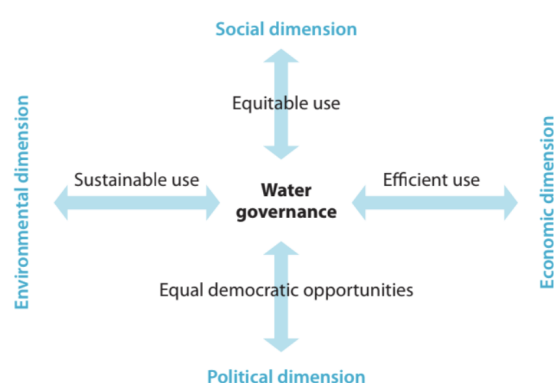 Social dimension
Equitable use
Environmental dimension
Sustainable use
Water
governance
Efficient use
Economic dimension
Equal democratic opportunities
Political dimension